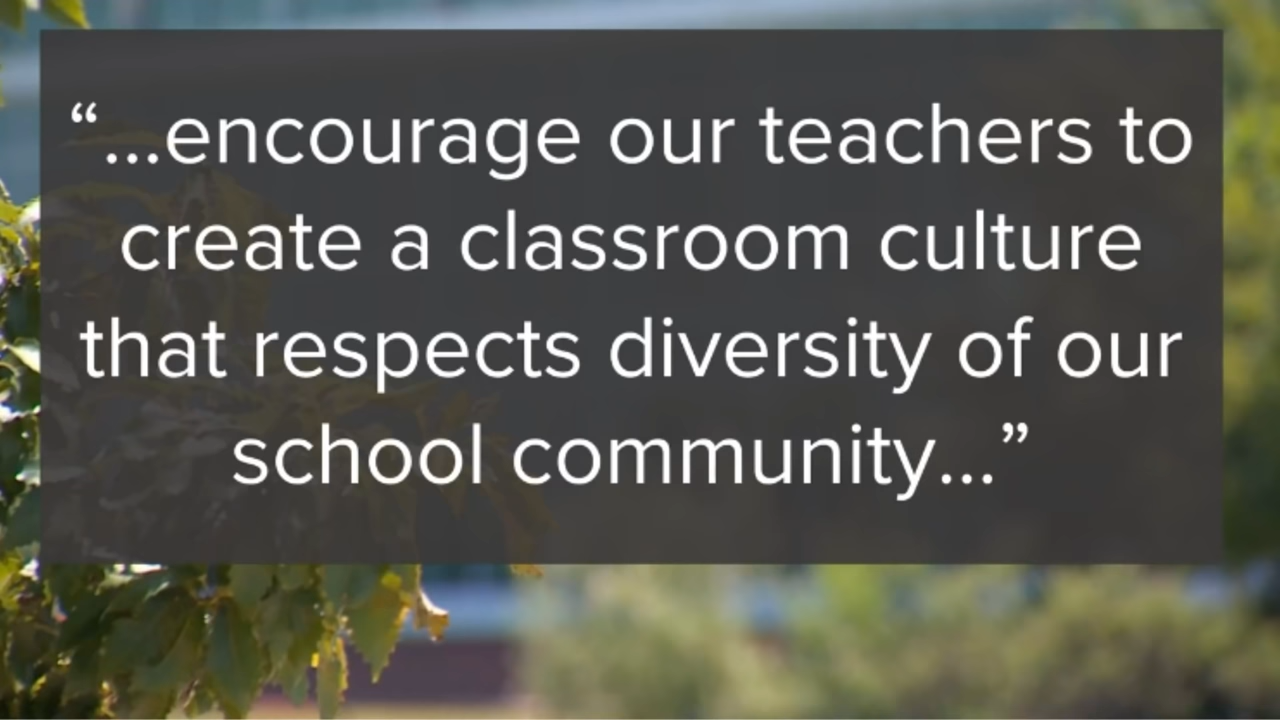 “...encourage our teachers to
create a classroom culture
that respects diversity of our
school community...”